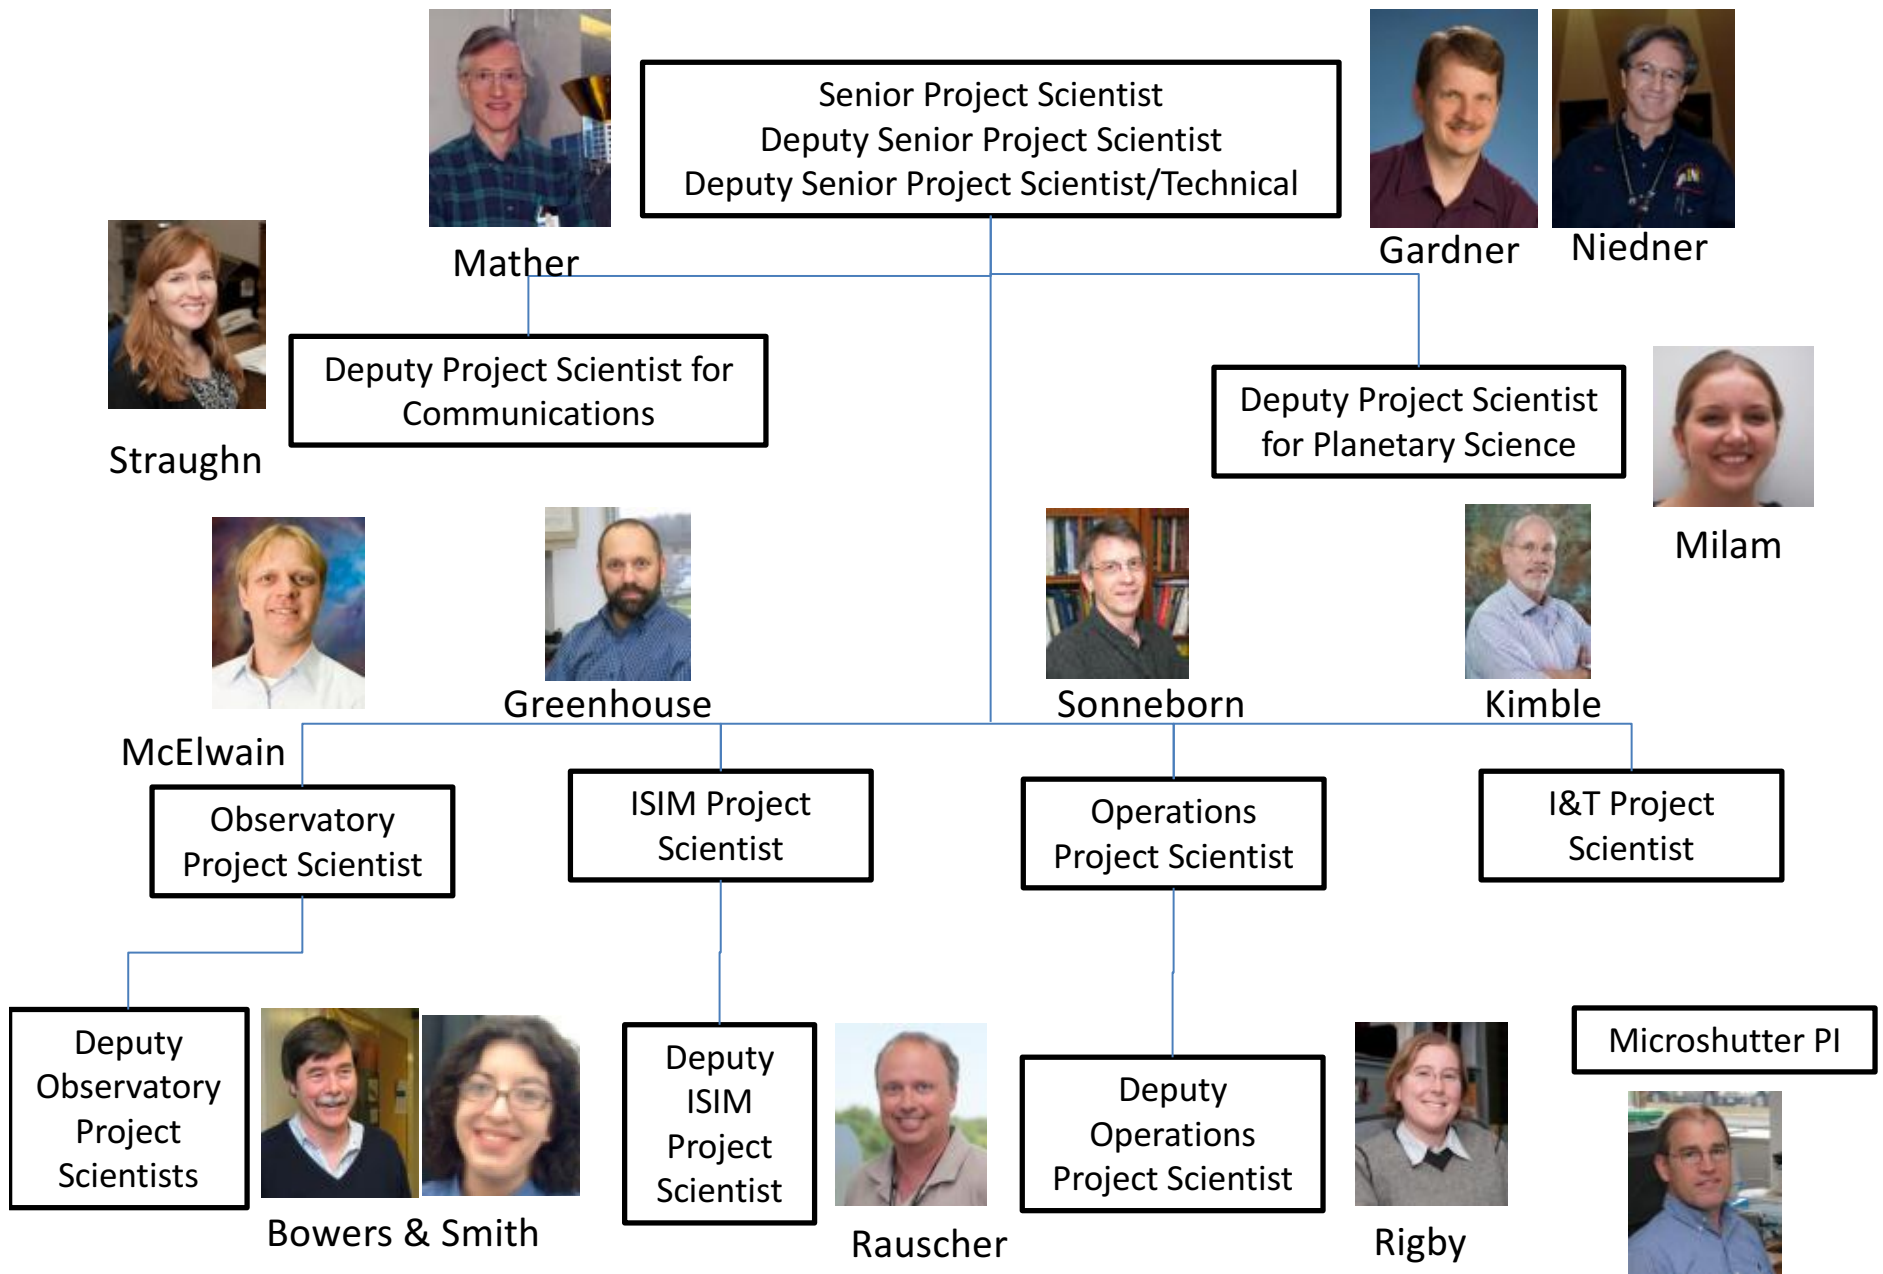 Senior Project Scientist
Deputy Senior Project Scientist
Deputy Senior Project Scientist/Technical
Mather
Gardner
Niedner
Deputy Project Scientist for
Communications
Straughn
Deputy Project Scientist
for Planetary Science
Milam
Greenhouse
Sonneborn
Kimble
McElwain
Observatory
Project Scientist
ISIM Project
Scientist
Operations
Project Scientist
I&T Project
Scientist
Deputy
Observatory
Project
Scientists
Bowers & Smith
Deputy
ISIM
Project
Scientist
Rauscher
Deputy
Operations
Project Scientist
Rigby
Microshutter PI